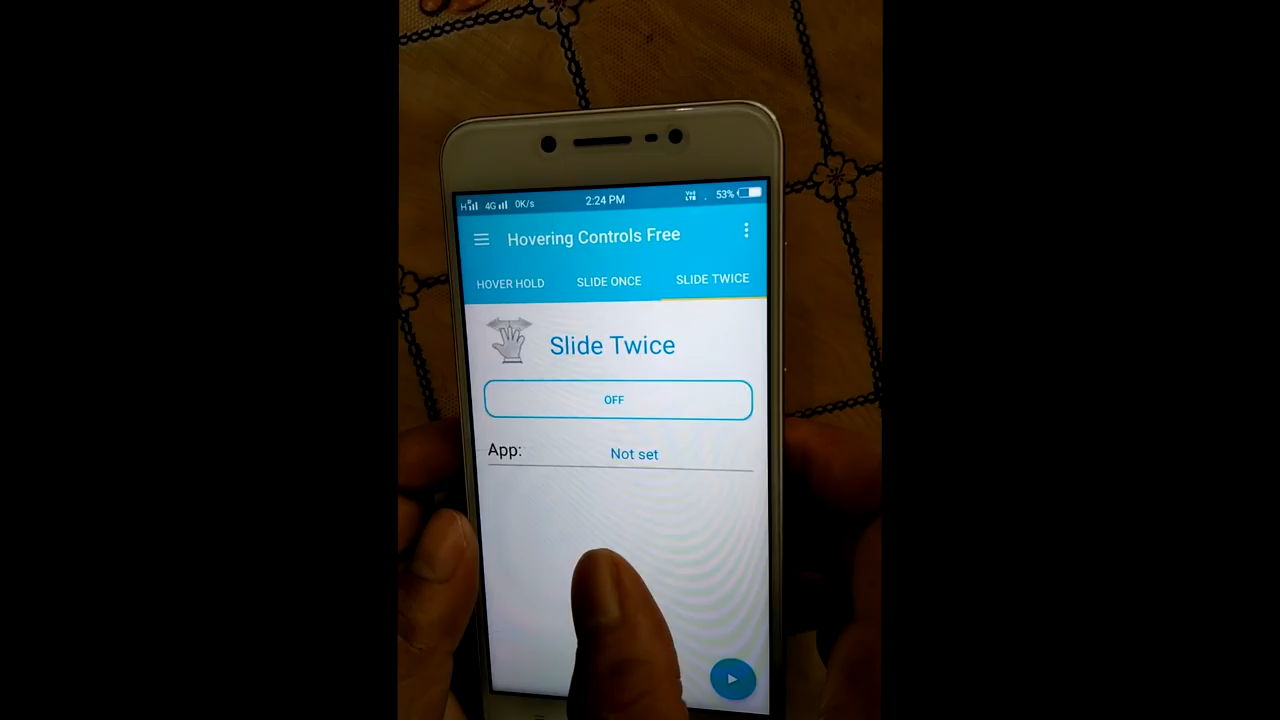 H 4G 0K/s 2:24 PM VoLTE 53%
Hovering Controls Free
HOVER HOLD SLIDE ONCE SLIDE TWICE
Slide Twice
OFF
App: Not set